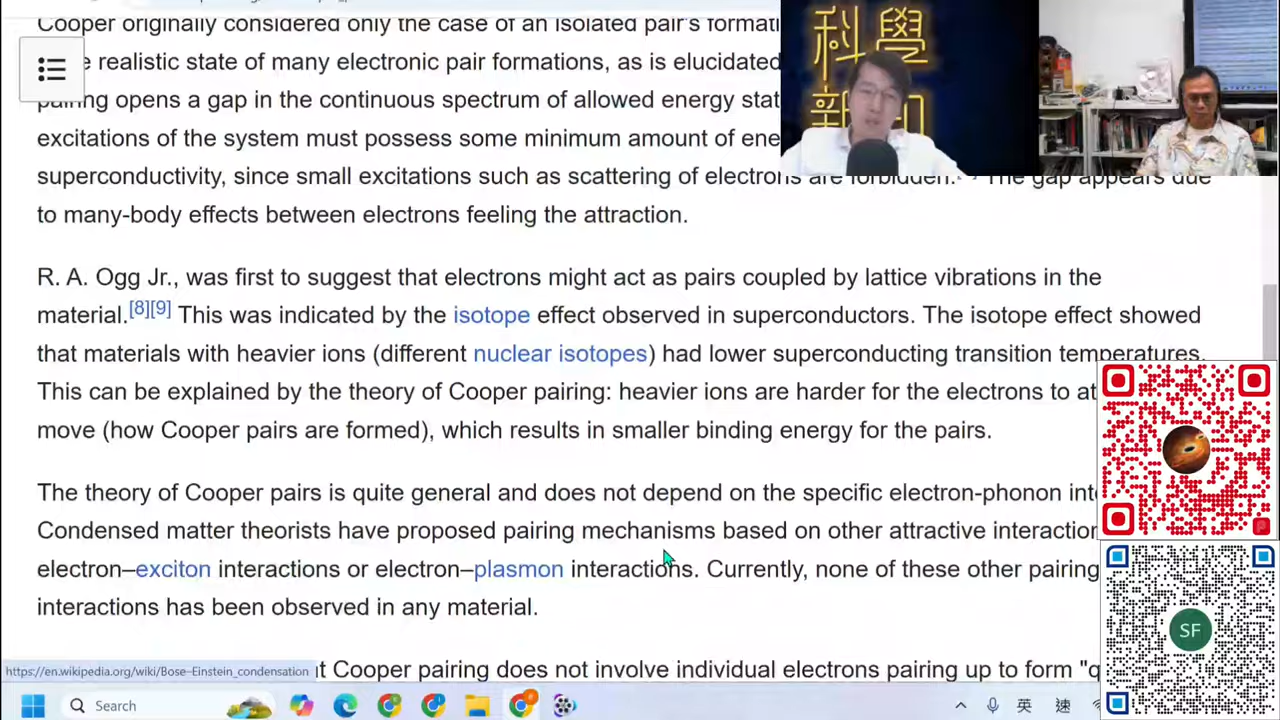 Cooper originally considered only the case of an isolated pair's formati
realistic state of many electronic pair formations, as is elucidated
pairing opens a gap in the continuous spectrum of allowed energy stat
excitations of the system must possess some minimum amount of ene
superconductivity, since small excitations such as scattering of electrons are forbidden. The gap appears due
to many-body effects between electrons feeling the attraction.
R. A. Ogg Jr., was first to suggest that electrons might act as pairs coupled by lattice vibrations in the
material.[8][9] This was indicated by the isotope effect observed in superconductors. The isotope effect showed
that materials with heavier ions (different nuclear isotopes) had lower superconducting transition temperatures.
This can be explained by the theory of Cooper pairing: heavier ions are harder for the electrons to at
move (how Cooper pairs are formed), which results in smaller binding energy for the pairs.
The theory of Cooper pairs is quite general and does not depend on the specific electron-phonon inte
Condensed matter theorists have proposed pairing mechanisms based on other attractive interaction
electron–exciton interactions or electron–plasmon interactions. Currently, none of these other pairing
interactions has been observed in any material.
t Cooper pairing does not involve individual electrons pairing up to form "q
https://en.wikipedia.org/wiki/Bose–Einstein_condensation
科學
SF
Search
英
速